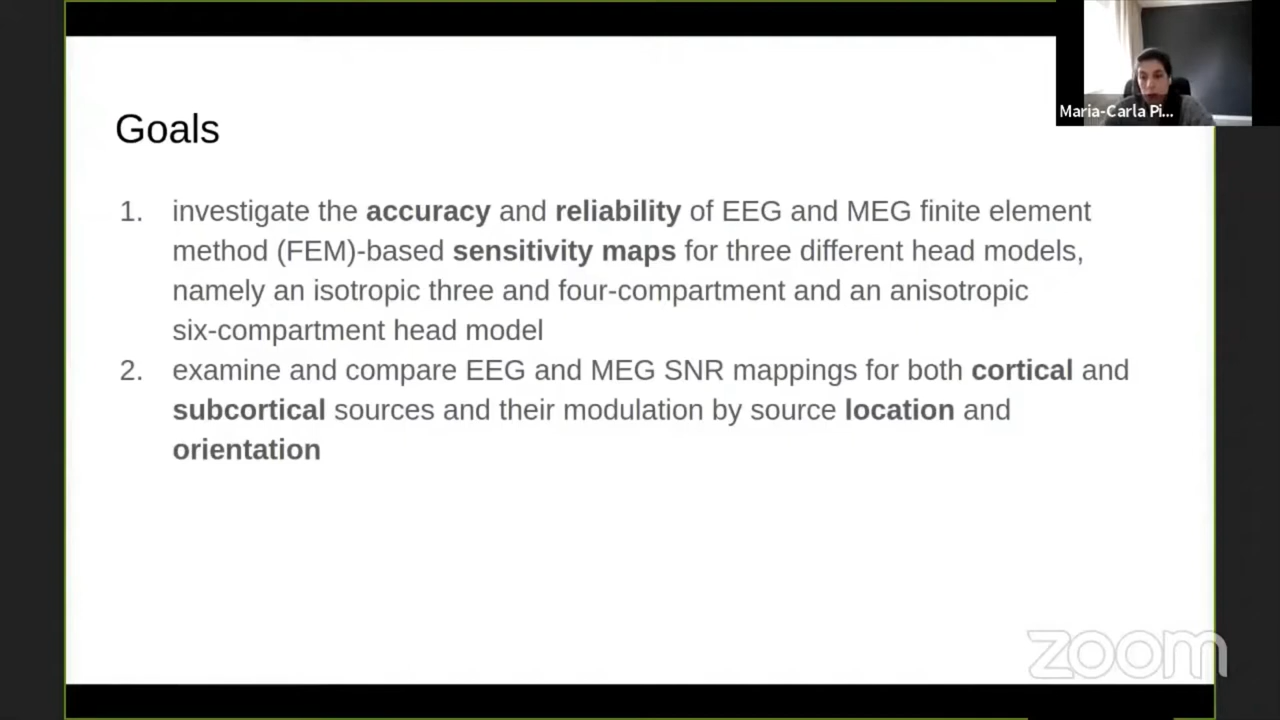 Maria-Carla Pi...
Goals
1. investigate the accuracy and reliability of EEG and MEG finite element
method (FEM)-based sensitivity maps for three different head models,
namely an isotropic three and four-compartment and an anisotropic
six-compartment head model
2. examine and compare EEG and MEG SNR mappings for both cortical and
subcortical sources and their modulation by source location and
orientation
zoom